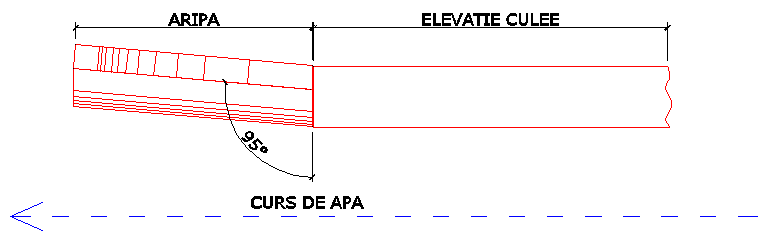 ARIPA
ELEVATIE CULEE
95°
CURS DE APA